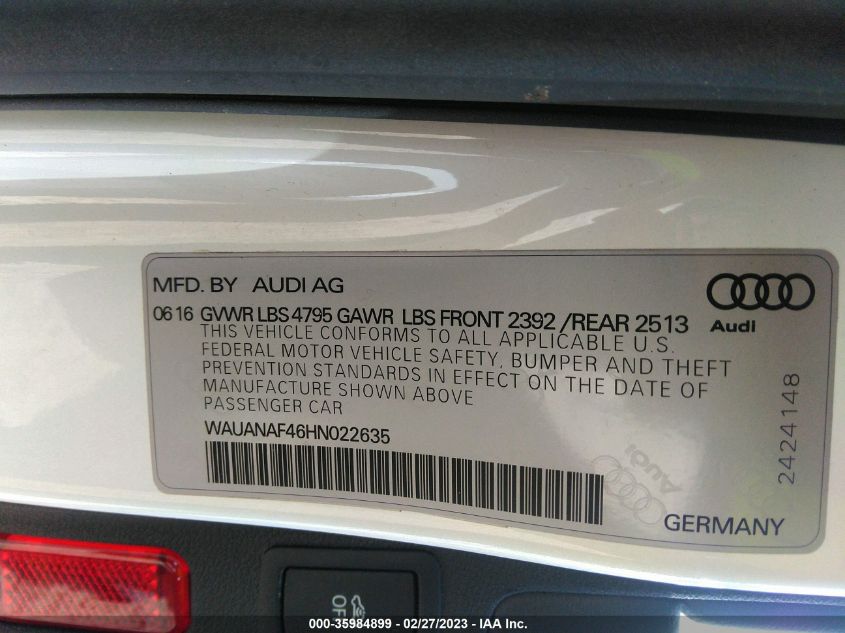 MFD. BY AUDI AG
06 16 GVWR LBS 4795 GAWR LBS FRONT 2392 /REAR 2513
THIS VEHICLE CONFORMS TO ALL APPLICABLE U.S.
FEDERAL MOTOR VEHICLE SAFETY, BUMPER AND THEFT
PREVENTION STANDARDS IN EFFECT ON THE DATE OF
MANUFACTURE SHOWN ABOVE
PASSENGER CAR
WAUANAF46HN022635
Audi
2424148
Audi
GERMANY
OF
000-35984899 - 02/27/2023 - IAA Inc.